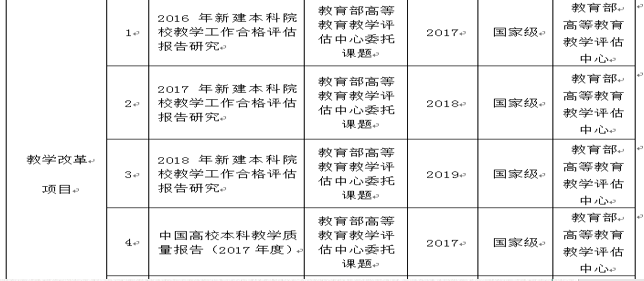 教学改革
项目
1
2016 年新建本科院
校教学工作合格评估
报告研究
教育部高等
教育教学评
估中心委托
课题
2017
国家级
教育部
高等教育
教学评估
中心
2
2017 年新建本科院
校教学工作合格评估
报告研究
教育部高等
教育教学评
估中心委托
课题
2018
国家级
教育部
高等教育
教学评估
中心
3
2018 年新建本科院
校教学工作合格评估
报告研究
教育部高等
教育教学评
估中心委托
课题
2019
国家级
教育部
高等教育
教学评估
中心
4
中国高校本科教学质
量报告（2017 年度）
教育部高等
教育教学评
估中心委托
课题
2017
国家级
教育部
高等教育
教学评估
中心